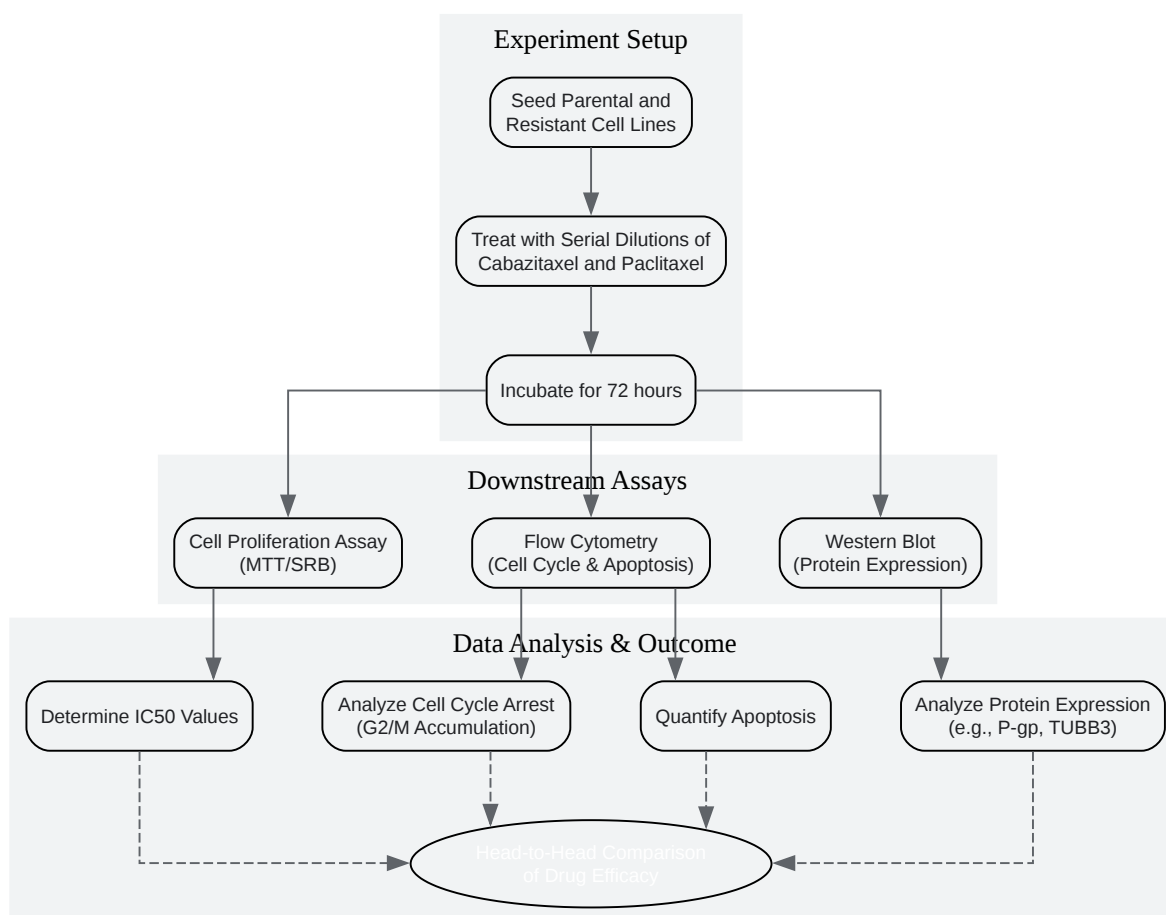 Experiment Setup
Seed Parental and
Resistant Cell Lines
Treat with Serial Dilutions of
Cabazitaxel and Paclitaxel
Incubate for 72 hours
Downstream Assays
Cell Proliferation Assay
(MTT/SRB)
Flow Cytometry
(Cell Cycle & Apoptosis)
Western Blot
(Protein Expression)
Data Analysis & Outcome
Determine IC50 Values
Analyze Cell Cycle Arrest
(G2/M Accumulation)
Quantify Apoptosis
Analyze Protein Expression
(e.g., P-gp, TUBB3)
Head-to-Head Comparison
of Drug Efficacy